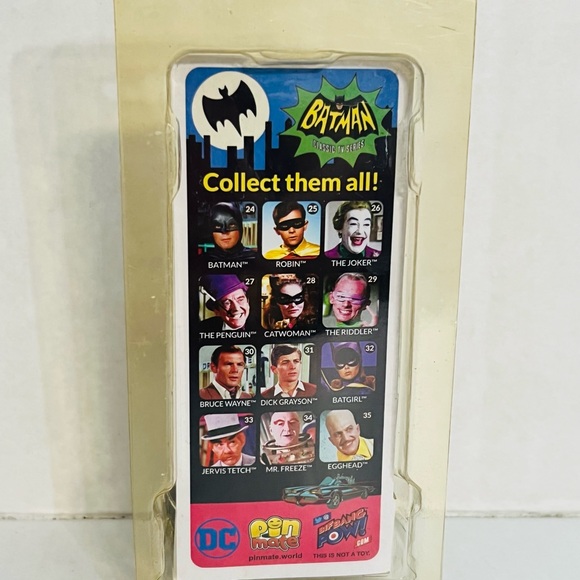 BATMAN
CLASSIC TV SERIES
Collect them all!
24 25 26
BATMAN™ ROBIN™ THE JOKER™
27 28 29
THE PENGUIN™ CATWOMAN™ THE RIDDLER™
30 31 32
BRUCE WAYNE™ DICK GRAYSON™ BATGIRL™
33 34 35
JERVIS TETCH™ MR. FREEZE™ EGGHEAD™
DC pin mate BIF BANG POW! .COM
pinmate.world THIS IS NOT A TOY.